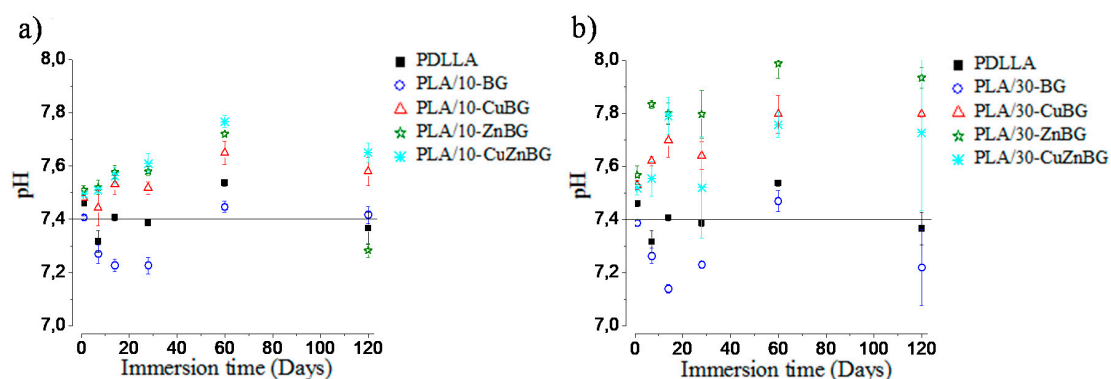 a)
8,0
7,8
7,6
7,4
7,2
7,0
pH
0
20
40
60
80
100
120
Immersion time (Days)
PDLLA
PLA/10-BG
PLA/10-CuBG
PLA/10-ZnBG
PLA/10-CuZnBG
b)
8,0
7,8
7,6
7,4
7,2
7,0
pH
0
20
40
60
80
100
120
Immersion time (Days)
PDLLA
PLA/30-BG
PLA/30-CuBG
PLA/30-ZnBG
PLA/30-CuZnBG